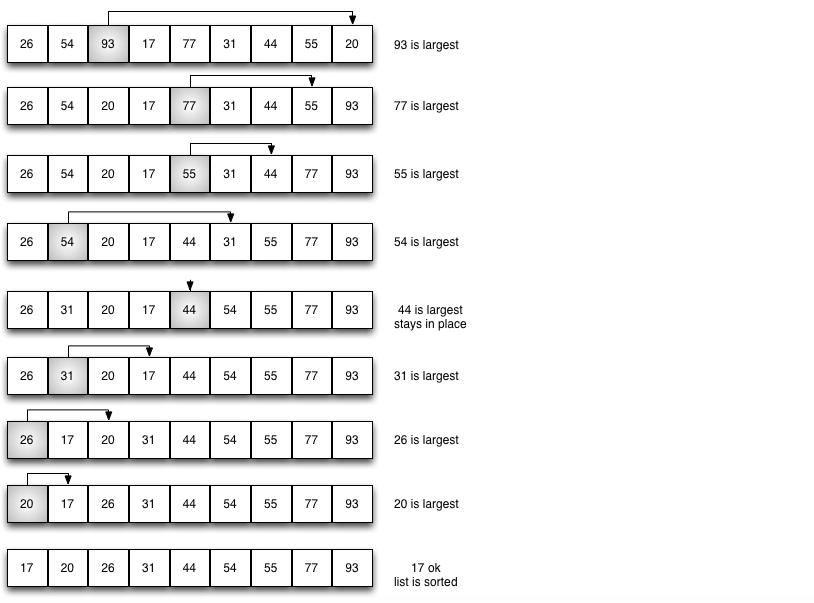 26 54 93 17 77 31 44 55 20 93 is largest
26 54 20 17 77 31 44 55 93 77 is largest
26 54 20 17 55 31 44 77 93 55 is largest
26 54 20 17 44 31 55 77 93 54 is largest
26 31 20 17 44 54 55 77 93 44 is largest
stays in place
26 31 20 17 44 54 55 77 93 31 is largest
26 17 20 31 44 54 55 77 93 26 is largest
20 17 26 31 44 54 55 77 93 20 is largest
17 20 26 31 44 54 55 77 93 17 ok
list is sorted